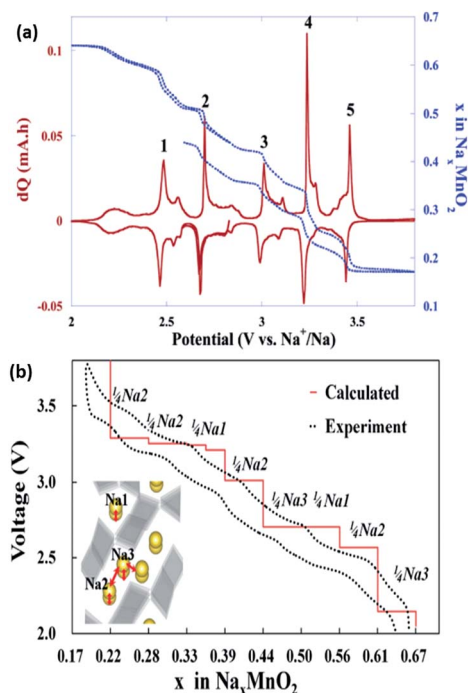 (a)
0.1
0.05
0
-0.05
dQ (mA.h)
1
2
3
4
5
0.7
0.6
0.5
0.4
0.3
0.2
0.1
x in NaₓMnO₂
2
2.5
3
3.5
Potential (V vs. Na⁺/Na)
(b)
Voltage (V)
3.5
3.0
2.5
2.0
¼Na2
¼Na2
¼Na1
¼Na2
¼Na3
¼Na1
¼Na2
¼Na3
Calculated
Experiment
Na1
Na3
Na2
0.17 0.22 0.28 0.33 0.39 0.44 0.50 0.56 0.61 0.67
x in NaₓMnO₂